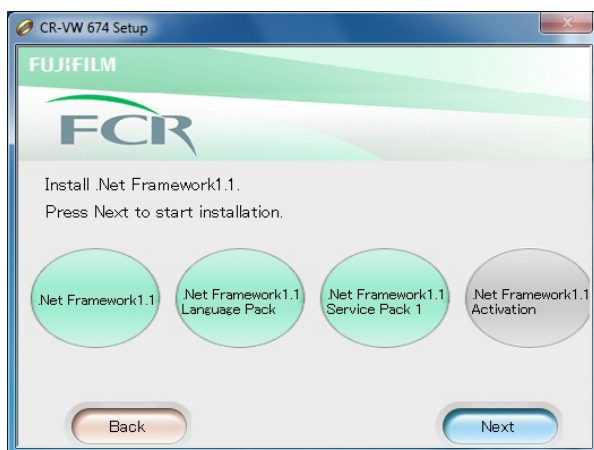 CR-VW 674 Setup
FUJIFILM
FCR
Install .Net Framework1.1.
Press Next to start installation.
.Net Framework1.1
.Net Framework1.1
Language Pack
.Net Framework1.1
Service Pack 1
.Net Framework1.1
Activation
Back
Next